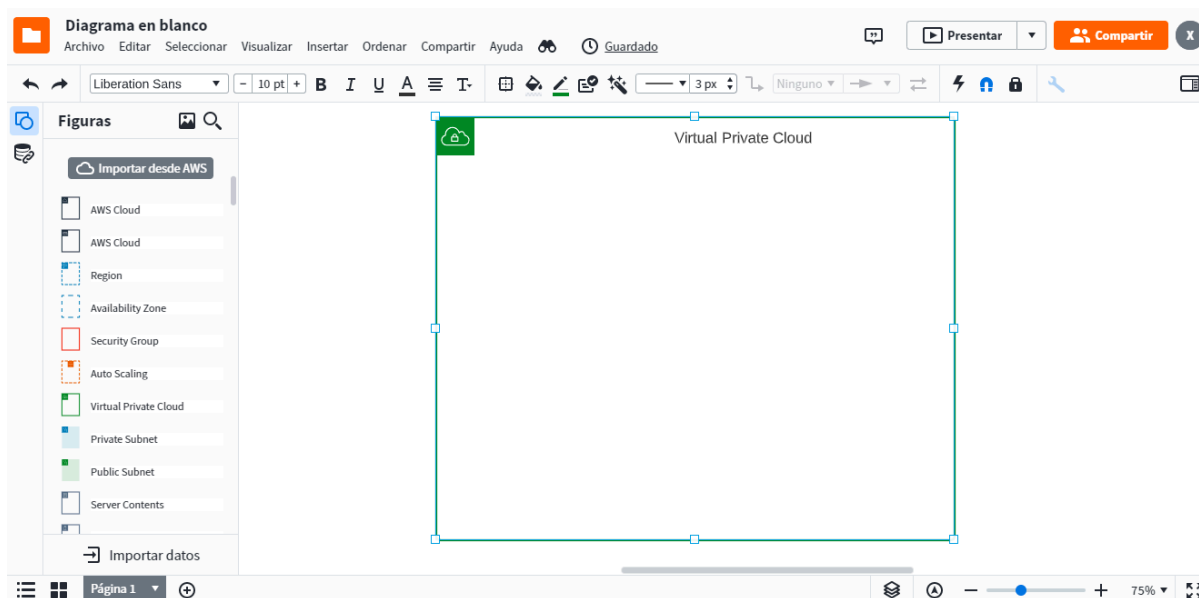 Diagrama en blanco
Archivo Editar Seleccionar Visualizar Insertar Ordenar Compartir Ayuda Guardado
Presentar
Compartir
X
Liberation Sans
10 pt
B I U A T
3 px
Ninguno
Figuras
Importar desde AWS
AWS Cloud
AWS Cloud
Region
Availability Zone
Security Group
Auto Scaling
Virtual Private Cloud
Private Subnet
Public Subnet
Server Contents
Importar datos
Virtual Private Cloud
Página 1
75%